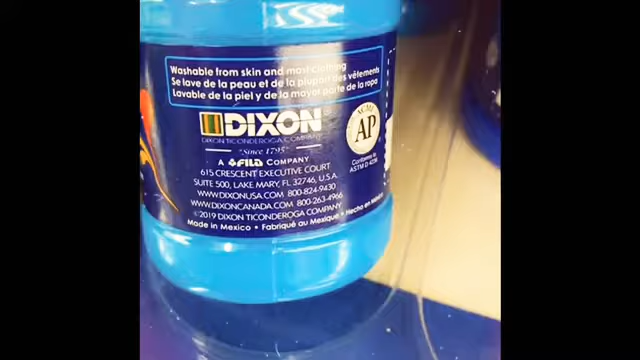 Washable from skin and most clothing
Se lave de la peau et de la plupart des vêtements
Lavable de la piel y de la mayor parte de la ropa
DIXON
DIXON TICONDEROGA COMPANY
"Since 1795"
A FILA COMPANY
615 CRESCENT EXECUTIVE COURT
SUITE 500, LAKE MARY, FL 32746, U.S.A.
WWW.DIXONUSA.COM 800-824-9430
WWW.DIXONCANADA.COM 800-263-4966
©2019 DIXON TICONDEROGA COMPANY
Made in Mexico • Fabriqué au Mexique • Hecho en
ACMI
AP
Conforms to
ASTM D 4236